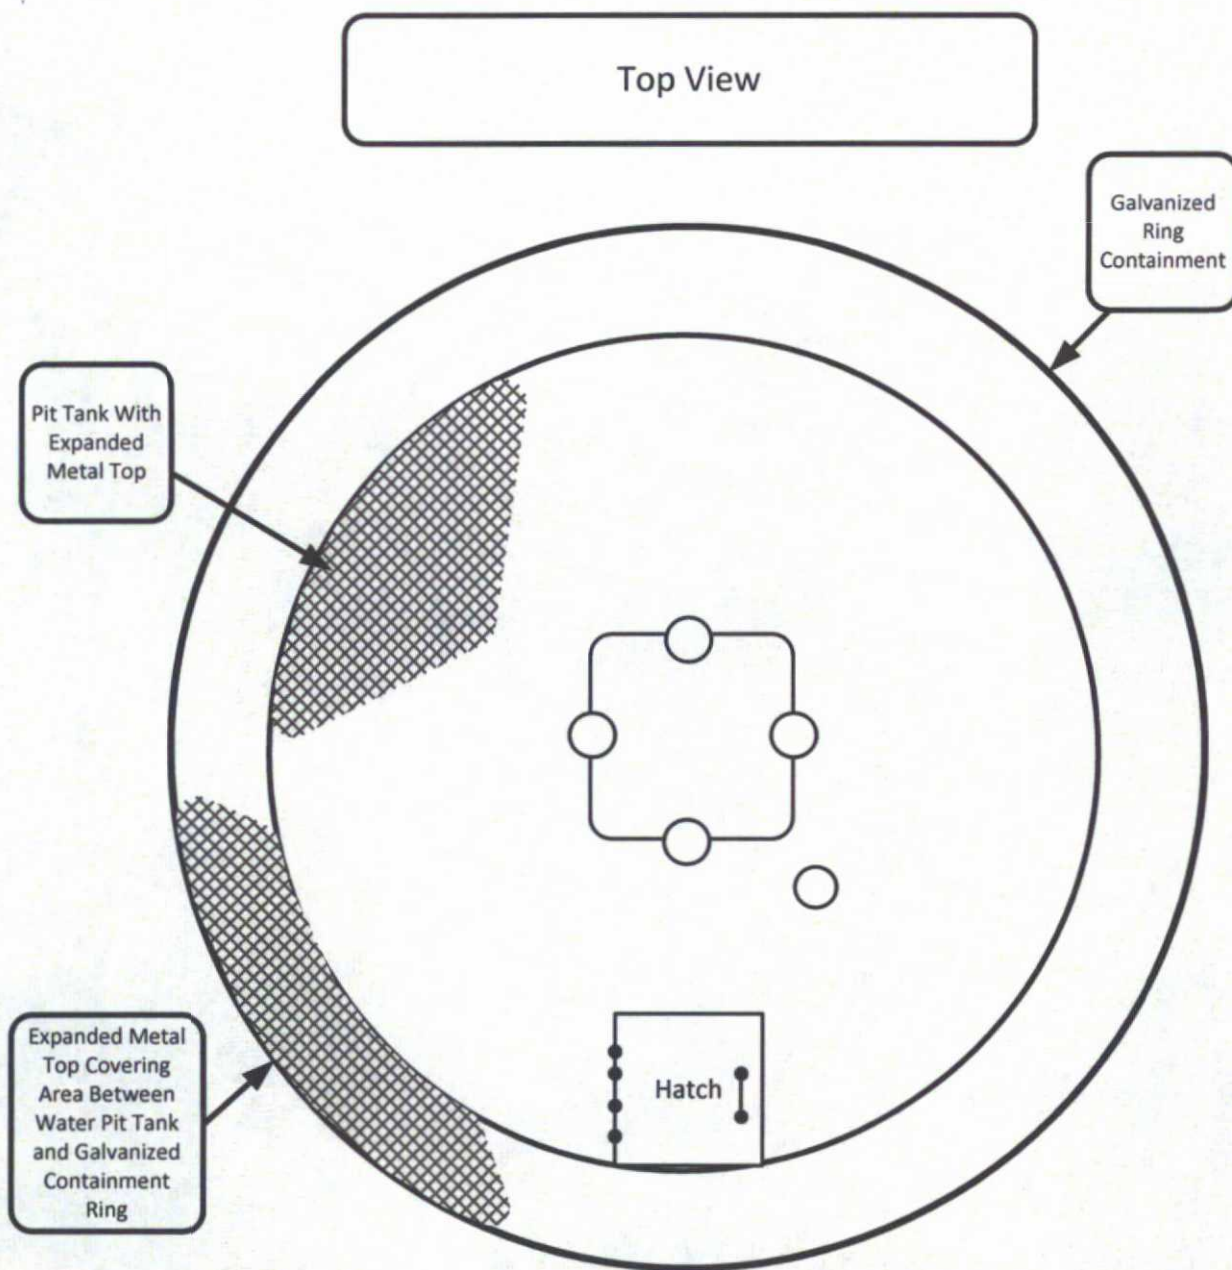 Top View
Galvanized
Ring
Containment
Pit Tank With
Expanded
Metal Top
Hatch
Expanded Metal
Top Covering
Area Between
Water Pit Tank
and Galvanized
Containment
Ring